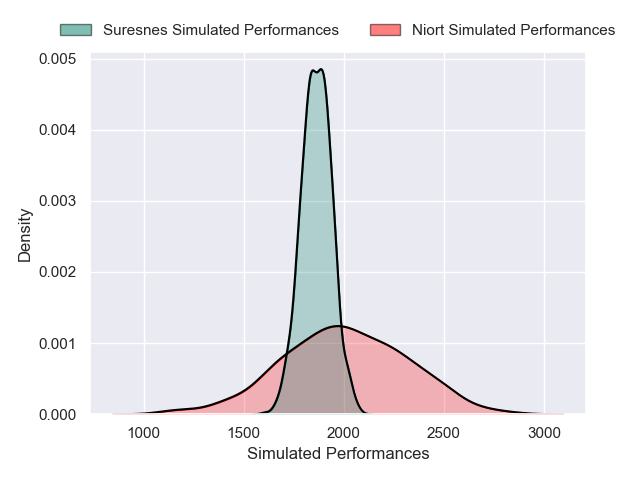 Suresnes Simulated Performances
Niort Simulated Performances
0.005
0.004
0.003
0.002
0.001
0.000
Density
1000
1500
2000
2500
3000
Simulated Performances